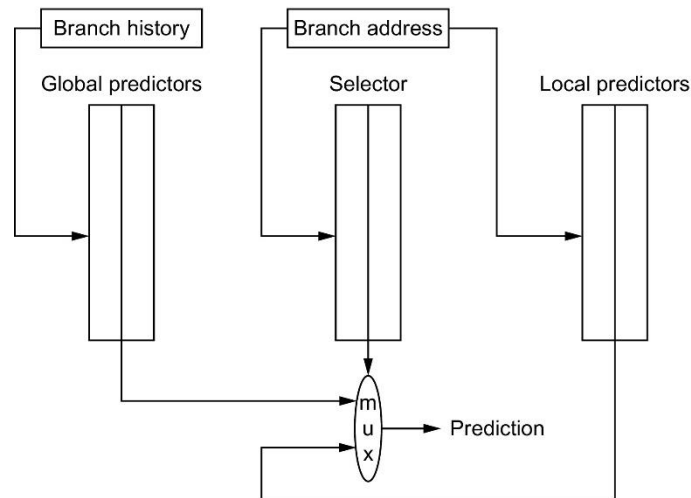 Branch history
Branch address
Global predictors
Selector
Local predictors
m
u
x
Prediction